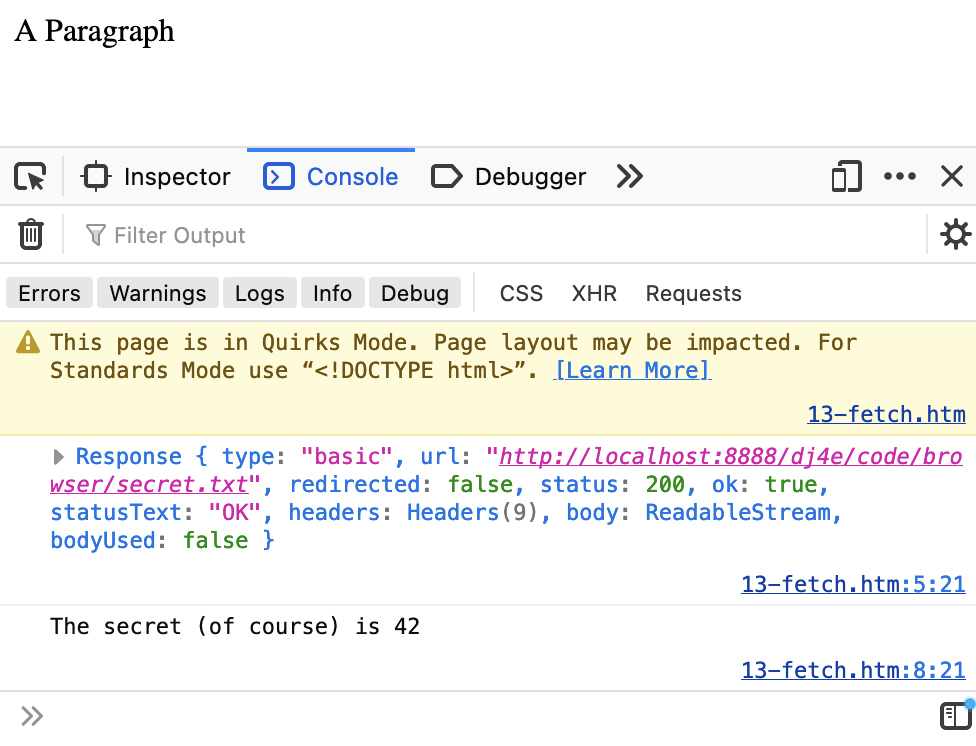 A Paragraph
Inspector Console Debugger
Filter Output
Errors Warnings Logs Info Debug CSS XHR Requests
This page is in Quirks Mode. Page layout may be impacted. For
Standards Mode use “<!DOCTYPE html>”. [Learn More]
13-fetch.htm
Response { type: "basic", url: "http://localhost:8888/dj4e/code/bro
wser/secret.txt", redirected: false, status: 200, ok: true,
statusText: "OK", headers: Headers(9), body: ReadableStream,
bodyUsed: false }
13-fetch.htm:5:21
The secret (of course) is 42
13-fetch.htm:8:21